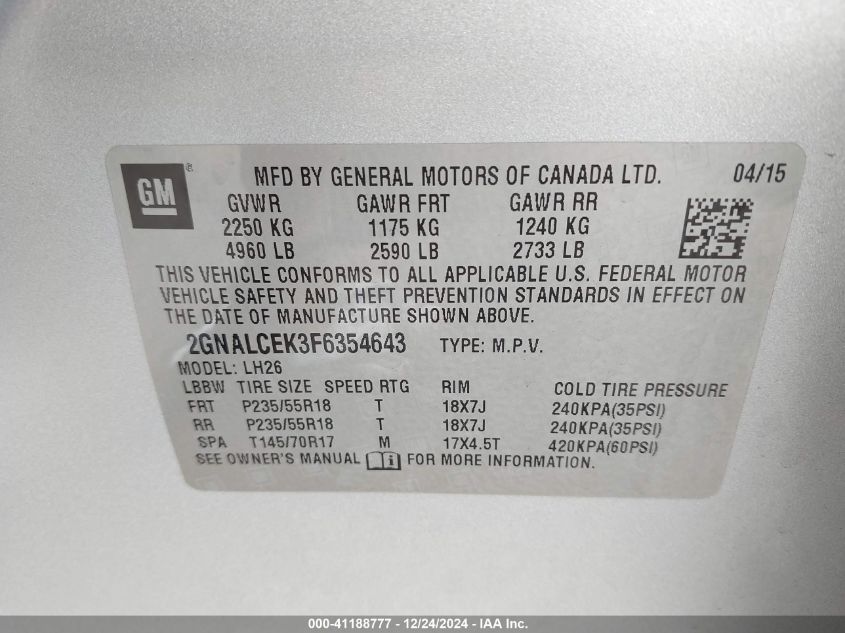 GM ® MFD BY GENERAL MOTORS OF CANADA LTD. 04/15
GVWR GAWR FRT GAWR RR
2250 KG 1175 KG 1240 KG
4960 LB 2590 LB 2733 LB
THIS VEHICLE CONFORMS TO ALL APPLICABLE U.S. FEDERAL MOTOR
VEHICLE SAFETY AND THEFT PREVENTION STANDARDS IN EFFECT ON
THE DATE OF MANUFACTURE SHOWN ABOVE.
2GNALCEK3F6354643 TYPE: M.P.V.
MODEL: LH26
LBBW TIRE SIZE SPEED RTG RIM COLD TIRE PRESSURE
FRT P235/55R18 T 18X7J 240KPA(35PSI)
RR P235/55R18 T 18X7J 240KPA(35PSI)
SPA T145/70R17 M 17X4.5T 420KPA(60PSI)
SEE OWNER'S MANUAL i FOR MORE INFORMATION.
000-41188777 - 12/24/2024 - IAA Inc.